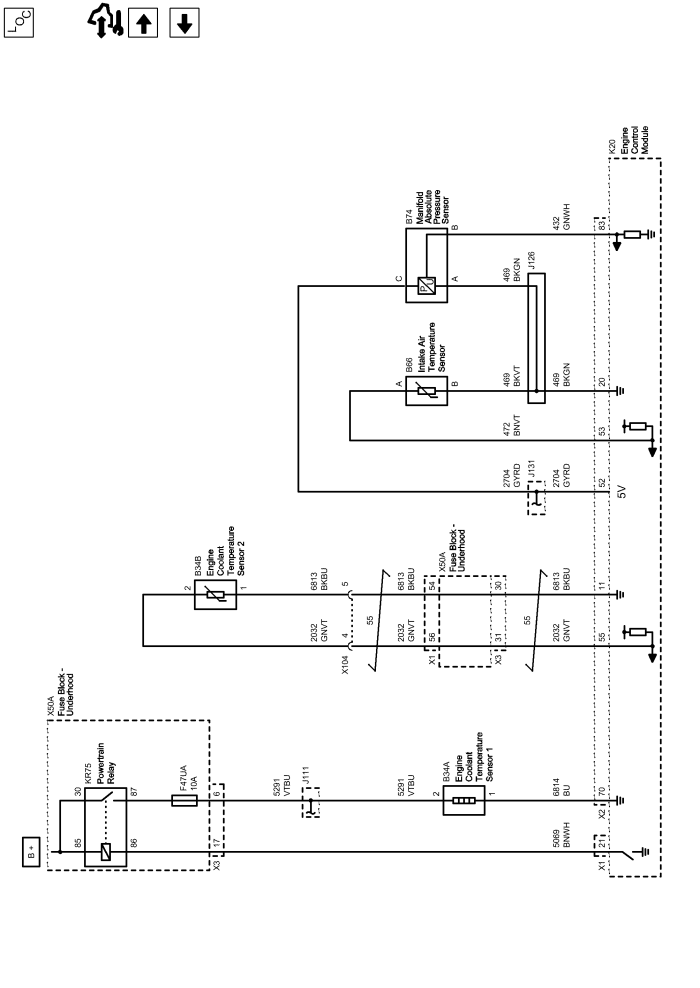 LOC
B +
X50A
Fuse Block -
Underhood
KR75
Powertrain
Relay
85
30
86
87
F47UA
10A
X3
17
6
5291
VTBU
J111
5291
VTBU
B34A
Engine
Coolant
Temperature
Sensor 1
2
1
5069
BNWH
6814
BU
X1
21
X2
70
B34B
Engine
Coolant
Temperature
Sensor 2
2
1
2032
GNVT
6813
BKBU
X104
4
5
55
2032
GNVT
6813
BKBU
X50A
Fuse Block -
Underhood
X1
56
54
X3
31
30
55
2032
GNVT
6813
BKBU
55
11
2704
GYRD
J131
2704
GYRD
52
5V
472
BNVT
53
B66
Intake Air
Temperature
Sensor
A
B
469
BKVT
469
BKGN
20
B74
Manifold
Absolute
Pressure
Sensor
C
P
U
A
B
469
BKGN
J126
432
GNWH
83
K20
Engine
Control
Module